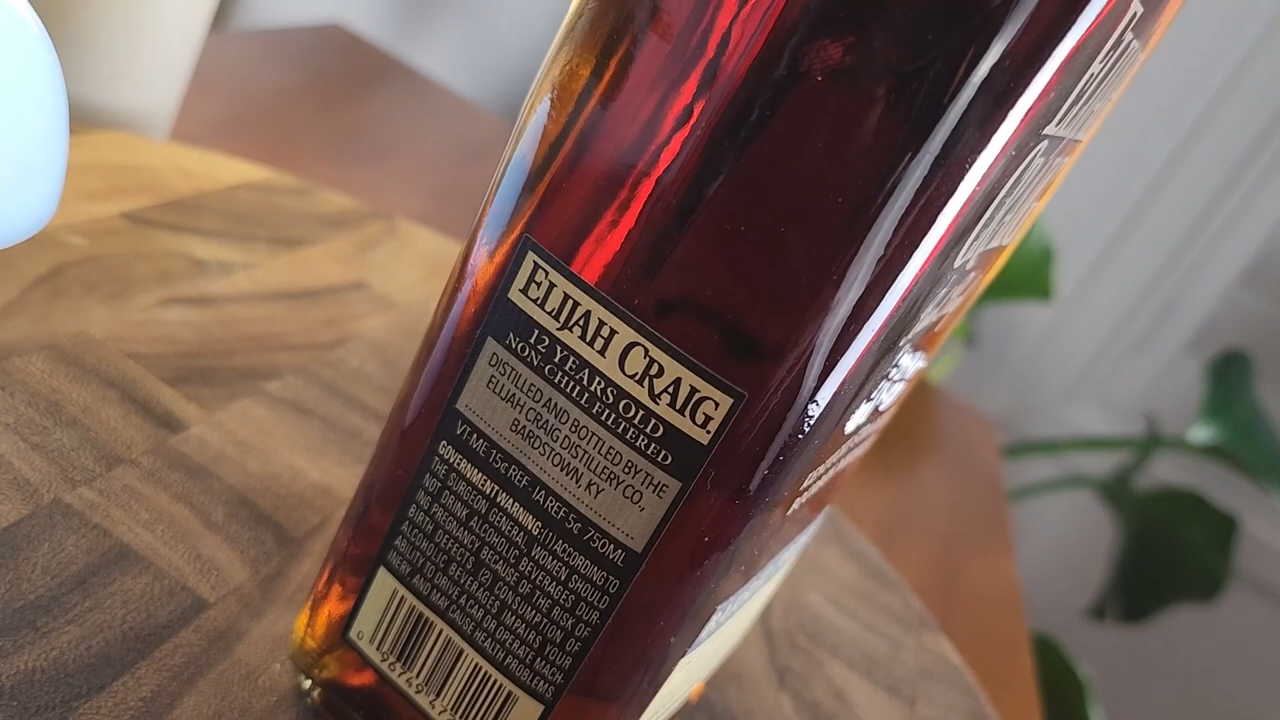 ELIJAH CRAIG.
12 YEARS OLD
NON-CHILL FILTERED
DISTILLED AND BOTTLED BY THE
ELIJAH CRAIG DISTILLERY CO.,
BARDSTOWN, KY
VT-ME 15¢ REF-IA REF 5¢ 750ML
GOVERNMENT WARNING: (1) ACCORDING TO
THE SURGEON GENERAL, WOMEN SHOULD
NOT DRINK ALCOHOLIC BEVERAGES DUR-
ING PREGNANCY BECAUSE OF THE RISK OF
BIRTH DEFECTS. (2) CONSUMPTION OF
ALCOHOLIC BEVERAGES IMPAIRS YOUR
ABILITY TO DRIVE A CAR OR OPERATE MACH-
INERY AND MAY CAUSE HEALTH PROBLEMS.
0 96749 47